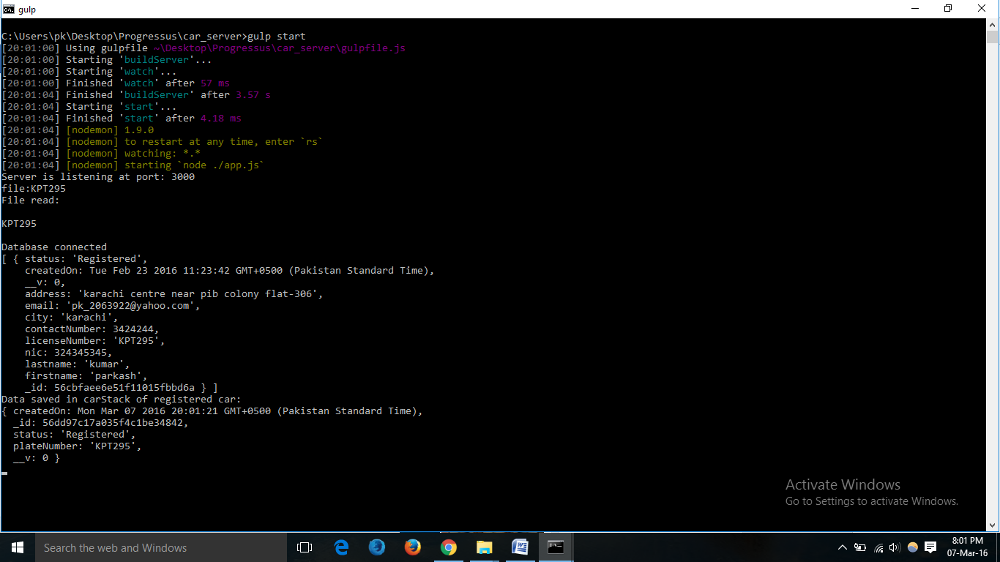 gulp
C:\Users\pk\Desktop\Progressus\car_server>gulp start
[20:01:00] Using gulpfile ~\Desktop\Progressus\car_server\gulpfile.js
[20:01:00] Starting 'buildServer'...
[20:01:00] Starting 'watch'...
[20:01:00] Finished 'watch' after 57 ms
[20:01:04] Finished 'buildServer' after 3.57 s
[20:01:04] Starting 'start'...
[20:01:04] Finished 'start' after 4.18 ms
[20:01:04] [nodemon] 1.9.0
[20:01:04] [nodemon] to restart at any time, enter `rs`
[20:01:04] [nodemon] watching: *.*
[20:01:04] [nodemon] starting `node ./app.js`
Server is listening at port: 3000
file:KPT295
File read:
KPT295
Database connected
[ { status: 'Registered',
createdOn: Tue Feb 23 2016 11:23:42 GMT+0500 (Pakistan Standard Time),
__v: 0,
address: 'karachi centre near pib colony flat-306',
email: 'pk_2063922@yahoo.com',
city: 'karachi',
contactNumber: 3424244,
licenseNumber: 'KPT295',
nic: 324345345,
lastname: 'kumar',
firstname: 'parkash',
_id: 56cbfaee6e51f11015fbbd6a } ]
Data saved in carStack of registered car:
{ createdOn: Mon Mar 07 2016 20:01:21 GMT+0500 (Pakistan Standard Time),
_id: 56dd97c17a035f4c1be34842,
status: 'Registered',
plateNumber: 'KPT295',
__v: 0 }
Activate Windows
Go to Settings to activate Windows.
Search the web and Windows
8:01 PM
07-Mar-16